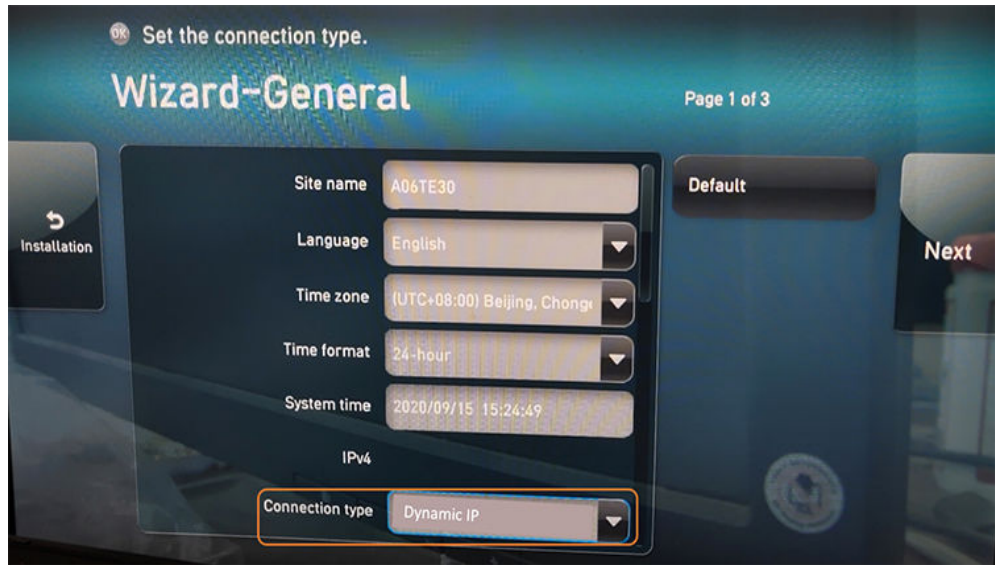 OK Set the connection type.
Wizard-General
Page 1 of 3
Installation
Site name A06TE30
Default
Language English
Next
Time zone (UTC+08:00) Beijing, Chong
Time format 24-hour
System time 2020/09/15 15:24:49
IPv4
Connection type Dynamic IP